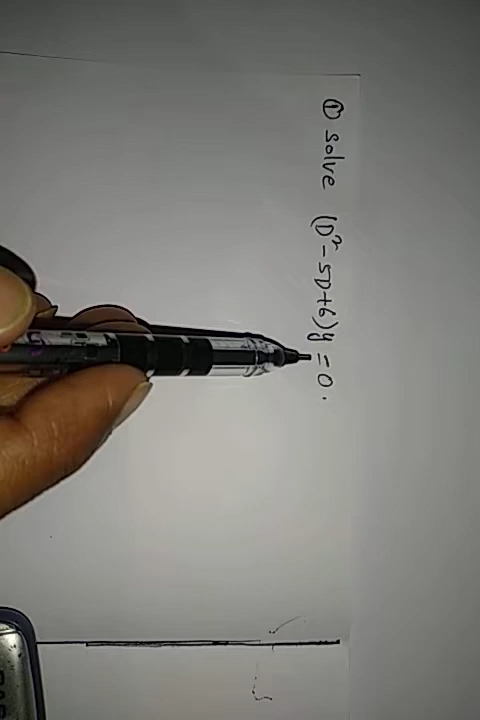 ① solve (D² - 5D+6)y = 0.